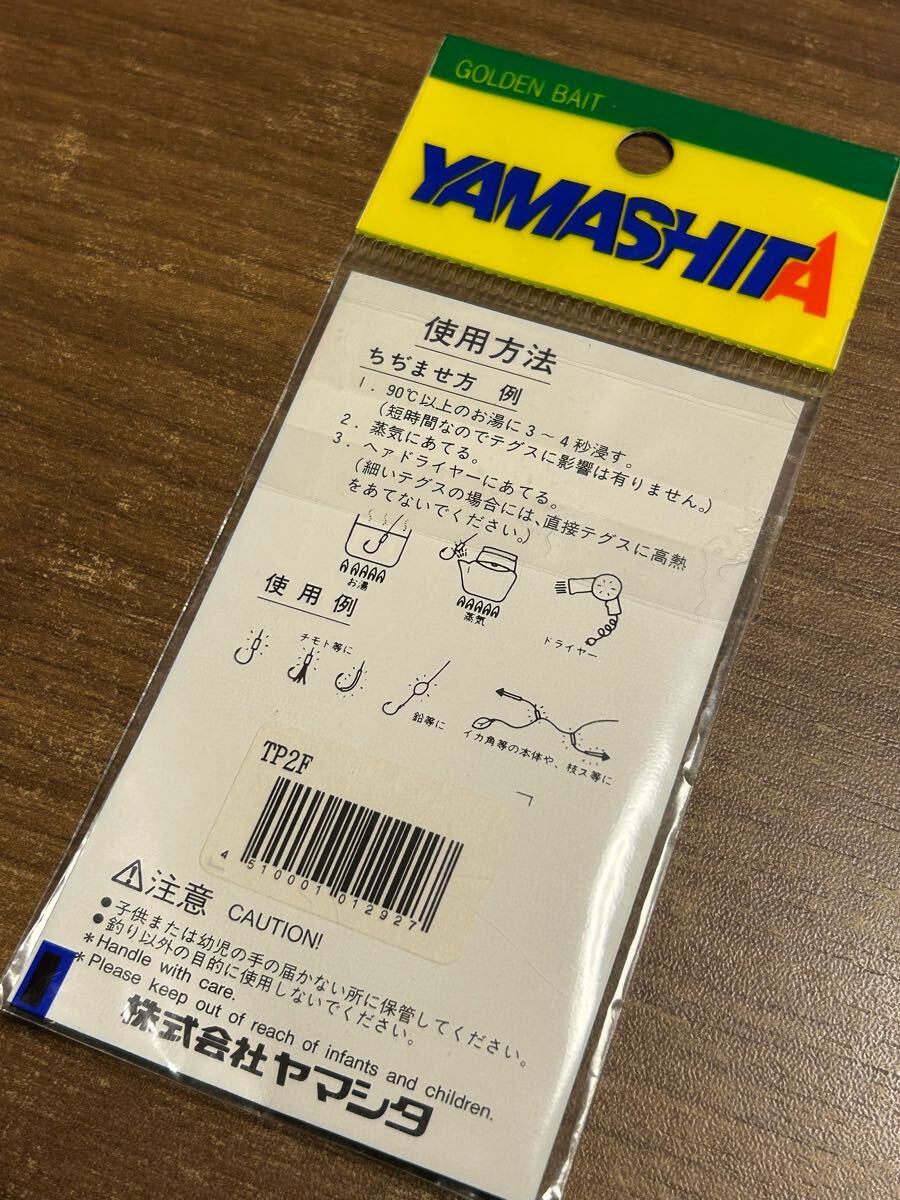 GOLDEN BAIT
YAMASHITA
使用方法
ちぢませ方 例
1. 90℃以上のお湯に3〜4秒浸す。
(短時間なのでテグスに影響は有りません。)
2. 蒸気にあてる。
3. ヘアドライヤーにあてる。
(細いテグスの場合には、直接テグスに高熱
をあてないでください。)
お湯
蒸気
ドライヤー
使用例
チモト等に
鉛等に
イカ角等の本体や、枝ス等に
TP2F
4 510001 012927
⚠注意 CAUTION!
●子供または幼児の手の届かない所に保管してください。
●釣り以外の目的に使用しないでください。
*Handle with care.
*Please keep out of reach of infants and children.
株式会社ヤマシタ